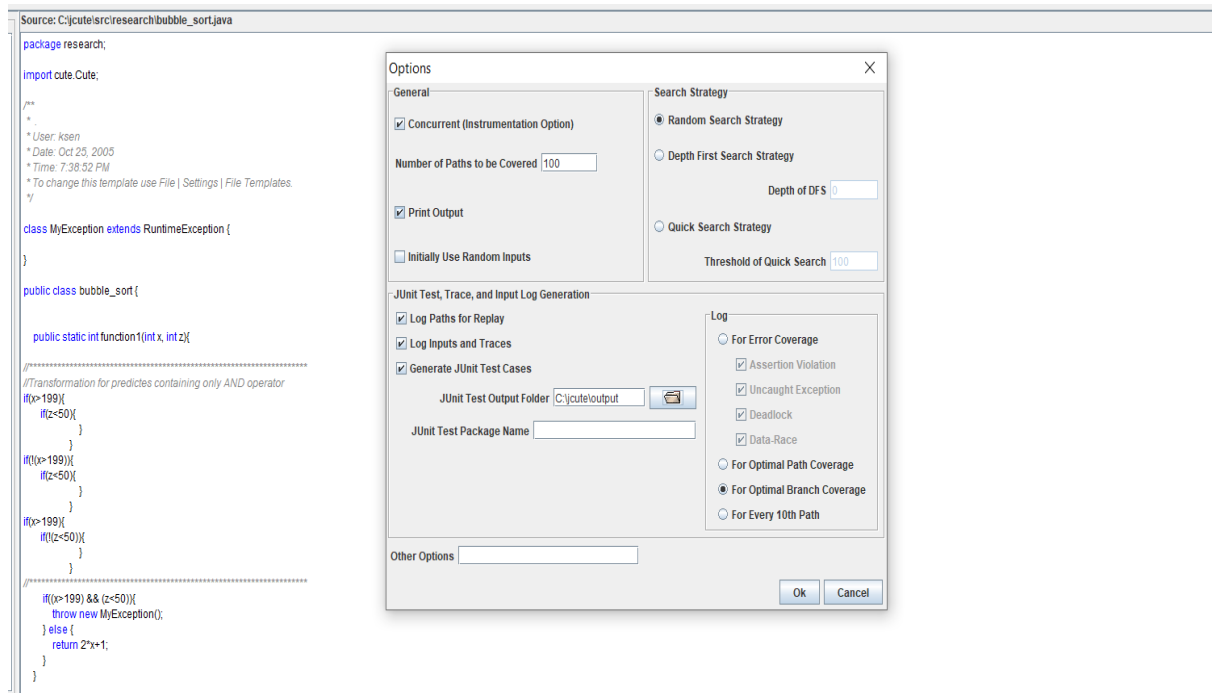 Source: C:\jcute\src\research\bubble_sort.java
package research;
import cute.Cute;
/**
* .
* User: ksen
* Date: Oct 25, 2005
* Time: 7:38:52 PM
* To change this template use File | Settings | File Templates.
*/
class MyException extends RuntimeException {
}
public class bubble_sort {
public static int function1(int x, int z){
//********************************************************************
//Transformation for predictes containing only AND operator
if(x>199){
if(z<50){
}
}
if(!(x>199)){
if(z<50){
}
}
if(x>199){
if(!(z<50)){
}
}
//********************************************************************
if((x>199) && (z<50)){
throw new MyException();
} else {
return 2*x+1;
}
}
Options
General
Concurrent (Instrumentation Option)
Number of Paths to be Covered 100
Print Output
Initially Use Random Inputs
Search Strategy
Random Search Strategy
Depth First Search Strategy
Depth of DFS 0
Quick Search Strategy
Threshold of Quick Search 100
JUnit Test, Trace, and Input Log Generation
Log Paths for Replay
Log Inputs and Traces
Generate JUnit Test Cases
JUnit Test Output Folder C:\jcute\output
JUnit Test Package Name
Log
For Error Coverage
Assertion Violation
Uncaught Exception
Deadlock
Data-Race
For Optimal Path Coverage
For Optimal Branch Coverage
For Every 10th Path
Other Options
Ok
Cancel